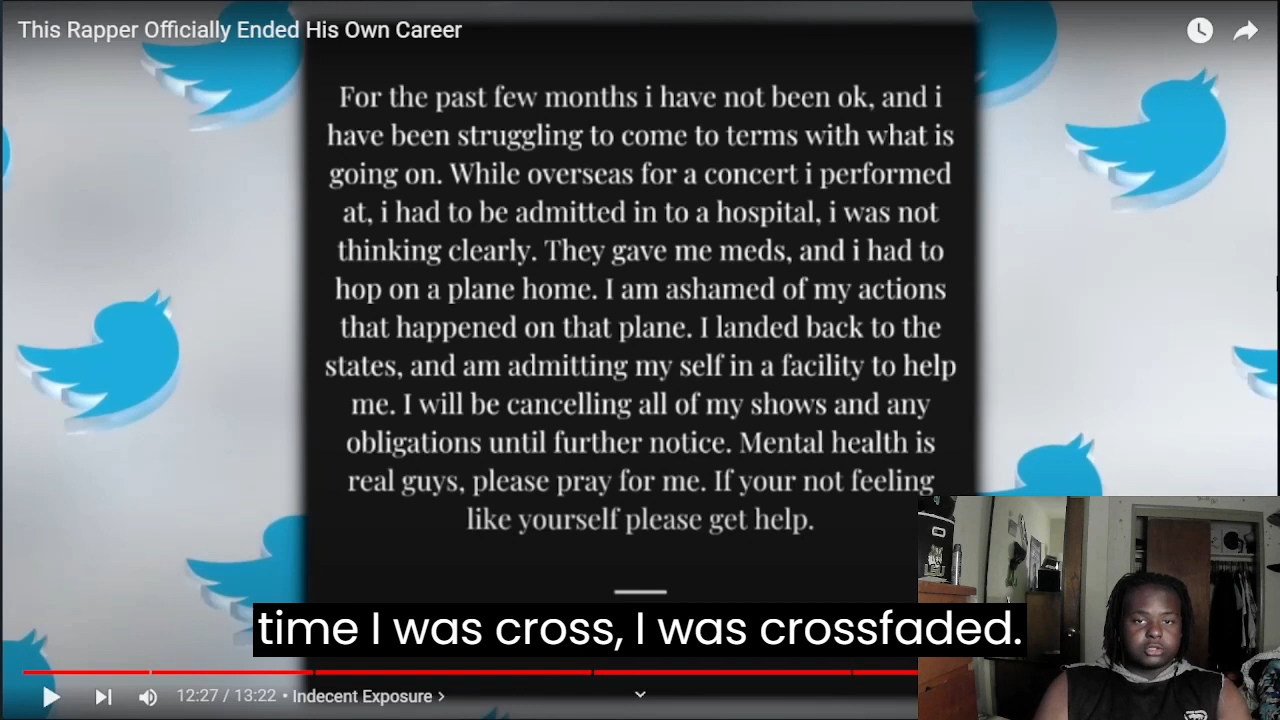 This Rapper Officially Ended His Own Career
For the past few months i have not been ok, and i
have been struggling to come to terms with what is
going on. While overseas for a concert i performed
at, i had to be admitted in to a hospital, i was not
thinking clearly. They gave me meds, and i had to
hop on a plane home. I am ashamed of my actions
that happened on that plane. I landed back to the
states, and am admitting my self in a facility to help
me. I will be cancelling all of my shows and any
obligations until further notice. Mental health is
real guys, please pray for me. If your not feeling
like yourself please get help.
time I was cross, I was crossfaded.
12:27 / 13:22 • Indecent Exposure >